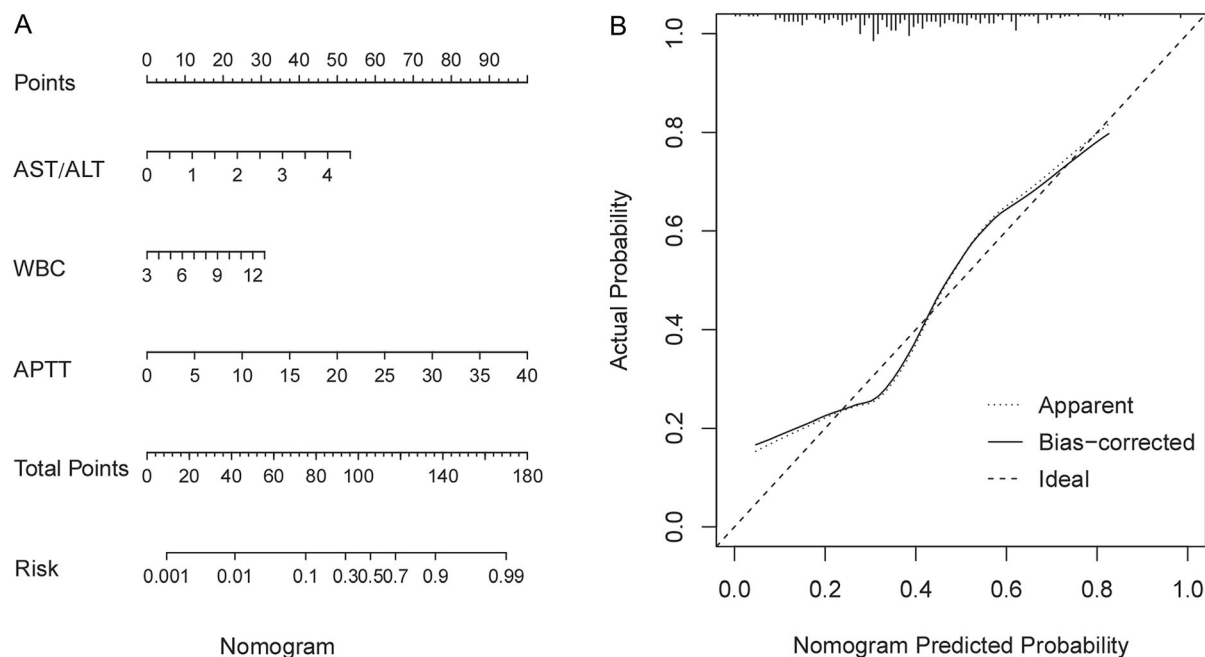 A
0 10 20 30 40 50 60 70 80 90
Points
AST/ALT
0 1 2 3 4
WBC
3 6 9 12
APTT
0 5 10 15 20 25 30 35 40
Total Points
0 20 40 60 80 100 140 180
Risk
0.001 0.01 0.1 0.30.50.7 0.9 0.99
Nomogram
B
Actual Probability
1.0
0.8
0.6
0.4
0.2
0.0
Apparent
Bias-corrected
Ideal
0.0 0.2 0.4 0.6 0.8 1.0
Nomogram Predicted Probability